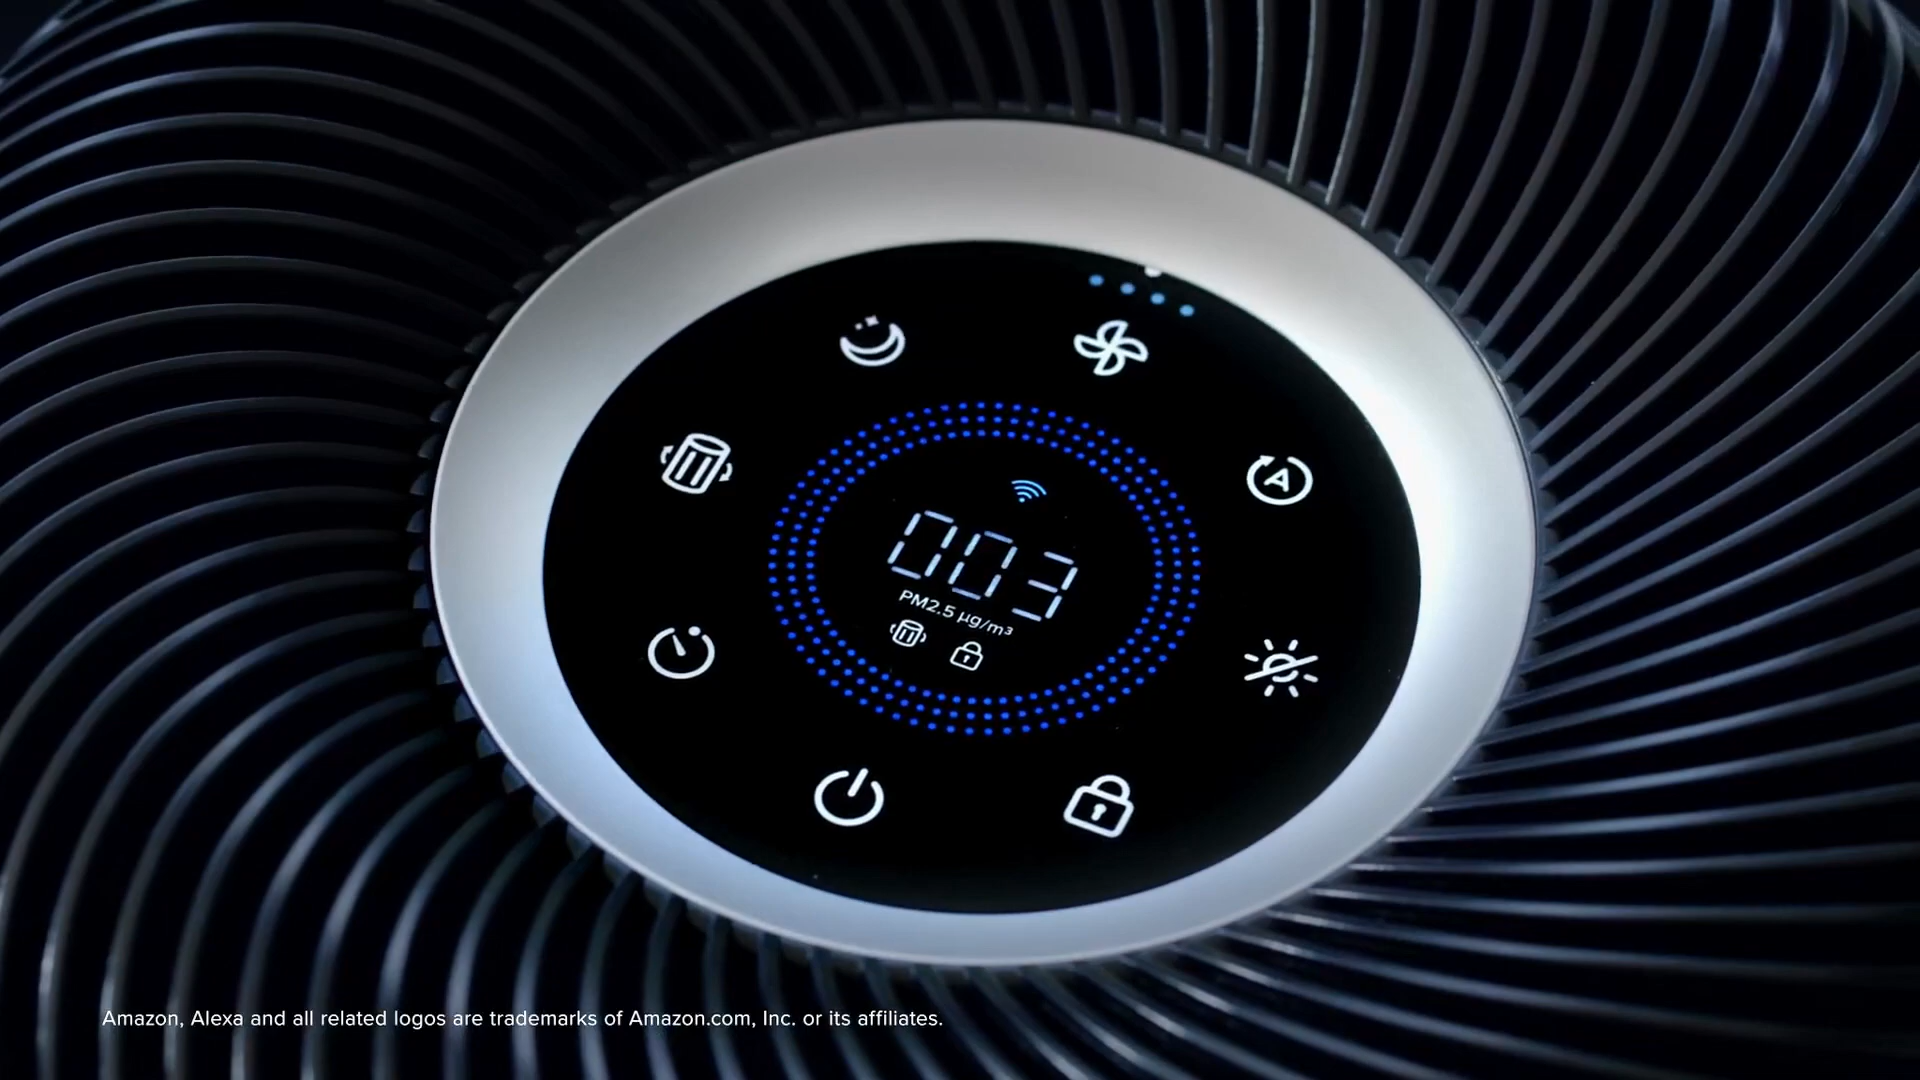 A
003
PM2.5 µg/m³
Amazon, Alexa and all related logos are trademarks of Amazon.com, Inc. or its affiliates.